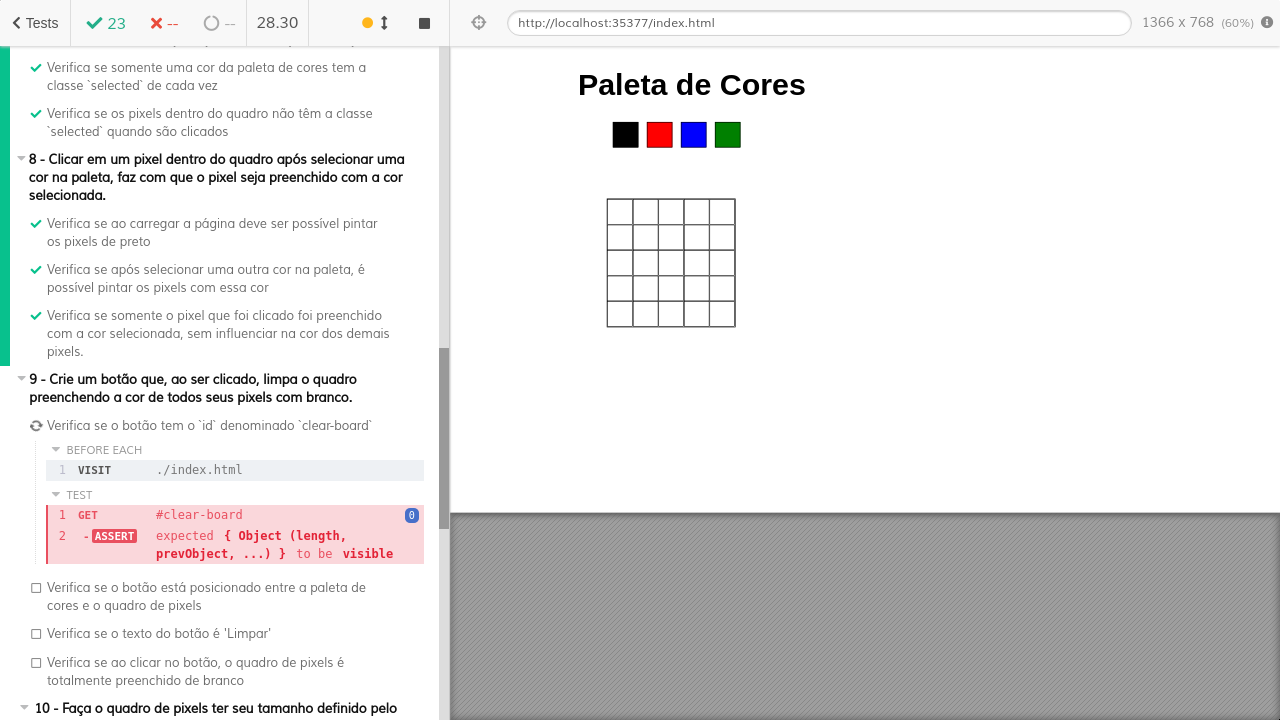 Tests
23
--
--
28.30
http://localhost:35377/index.html
1366 x 768 (60%)
Verifica se somente uma cor da paleta de cores tem a
classe `selected` de cada vez
Verifica se os pixels dentro do quadro não têm a classe
`selected` quando são clicados
8 - Clicar em um pixel dentro do quadro após selecionar uma
cor na paleta, faz com que o pixel seja preenchido com a cor
selecionada.
Verifica se ao carregar a página deve ser possível pintar
os pixels de preto
Verifica se após selecionar uma outra cor na paleta, é
possível pintar os pixels com essa cor
Verifica se somente o pixel que foi clicado foi preenchido
com a cor selecionada, sem influenciar na cor dos demais
pixels.
9 - Crie um botão que, ao ser clicado, limpa o quadro
preenchendo a cor de todos seus pixels com branco.
Verifica se o botão tem o `id` denominado `clear-board`
BEFORE EACH
1 VISIT ./index.html
TEST
1 GET #clear-board 0
2 -ASSERT expected { Object (length,
prevObject, ...) } to be visible
Verifica se o botão está posicionado entre a paleta de
cores e o quadro de pixels
Verifica se o texto do botão é 'Limpar'
Verifica se ao clicar no botão, o quadro de pixels é
totalmente preenchido de branco
10 - Faça o quadro de pixels ter seu tamanho definido pelo
Paleta de Cores